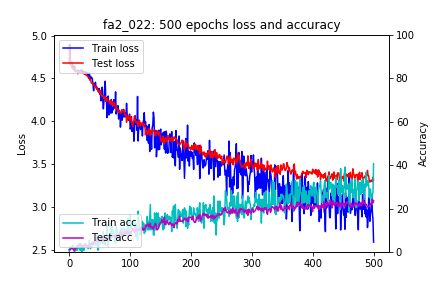 fa2_022: 500 epochs loss and accuracy
Train loss
Test loss
Train acc
Test acc
Loss
5.0
4.5
4.0
3.5
3.0
2.5
Accuracy
100
80
60
40
20
0
0 100 200 300 400 500